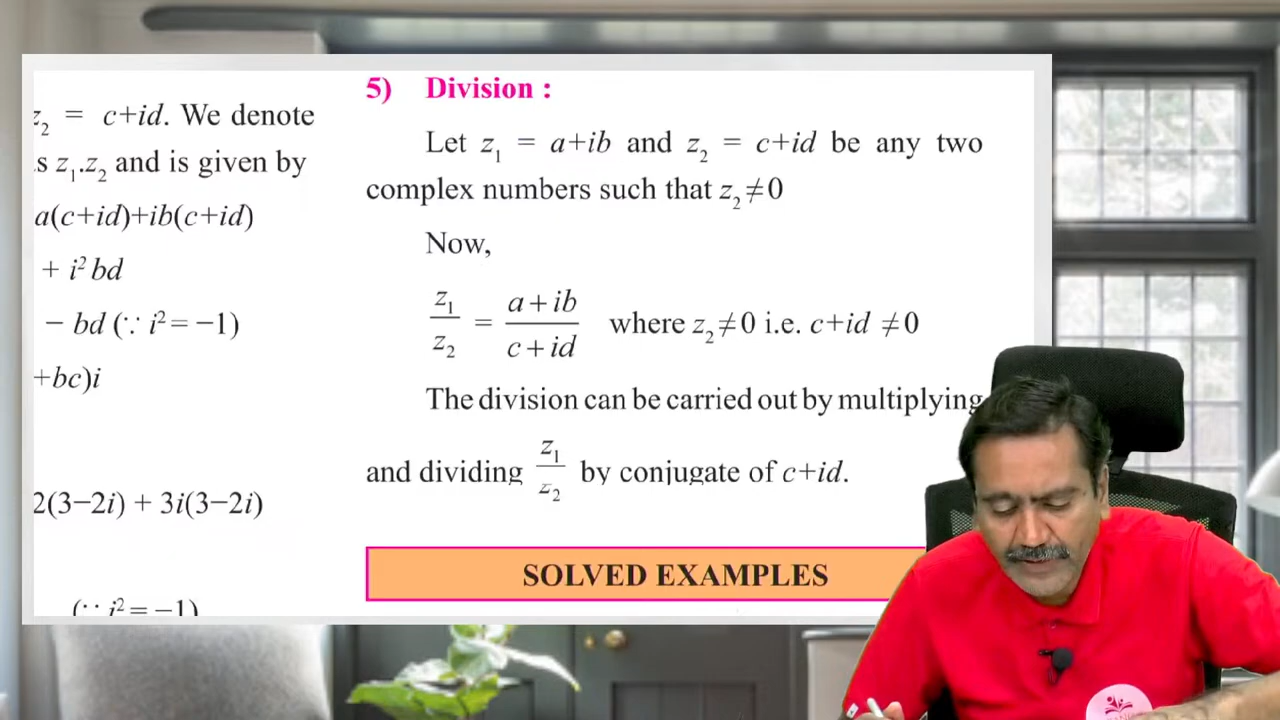 z₂ = c+id. We denote
s z₁.z₂ and is given by
a(c+id)+ib(c+id)
+ i² bd
− bd (∵ i² = −1)
+bc)i
2(3−2i) + 3i(3−2i)
(∵ i² = −1)
5) Division :
Let z₁ = a+ib and z₂ = c+id be any two
complex numbers such that z₂ ≠ 0
Now,
z₁/z₂ = a+ib/c+id where z₂ ≠ 0 i.e. c+id ≠ 0
The division can be carried out by multiplying
and dividing z₁/z₂ by conjugate of c+id.
SOLVED EXAMPLES